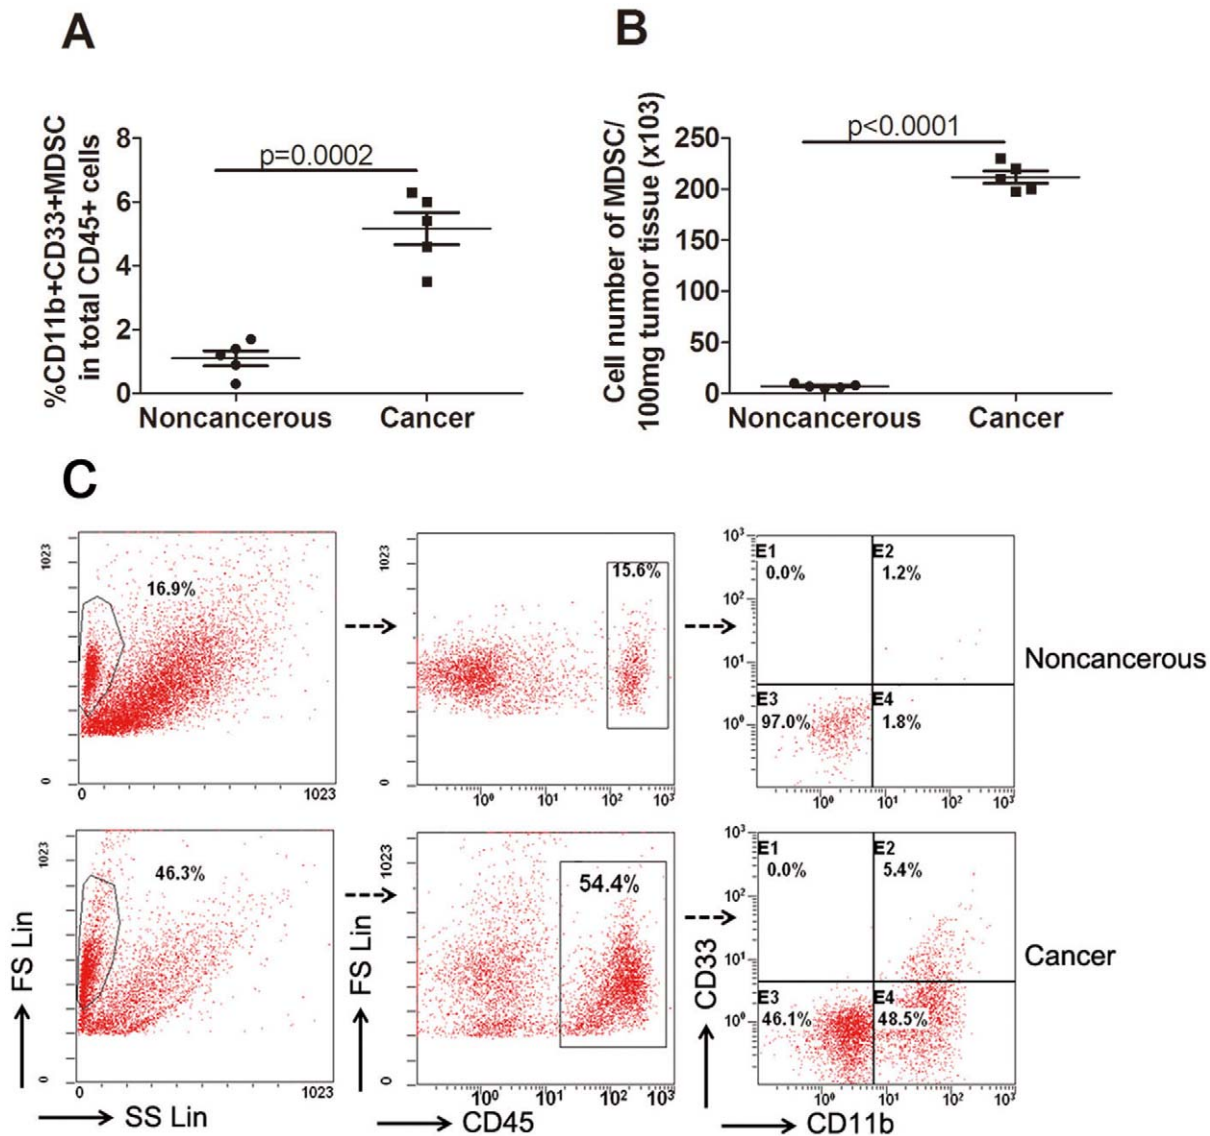 A
%CD11b+CD33+MDSC
in total CD45+ cells
8
6
4
2
0
p=0.0002
Noncancerous
Cancer
B
Cell number of MDSC/
100mg tumor tissue (x103)
250
200
150
100
50
0
p<0.0001
Noncancerous
Cancer
C
1023
0
16.9%
0
1023
1023
0
15.6%
10⁰
10¹
10²
10³
10³
10²
10¹
10⁰
E1
0.0%
E2
1.2%
E3
97.0%
E4
1.8%
10⁰
10¹
10²
10³
Noncancerous
FS Lin
1023
0
46.3%
0
1023
SS Lin
FS Lin
1023
0
54.4%
10⁰
10¹
10²
10³
CD45
CD33
10³
10²
10¹
10⁰
E1
0.0%
E2
5.4%
E3
46.1%
E4
48.5%
10⁰
10¹
10²
10³
CD11b
Cancer